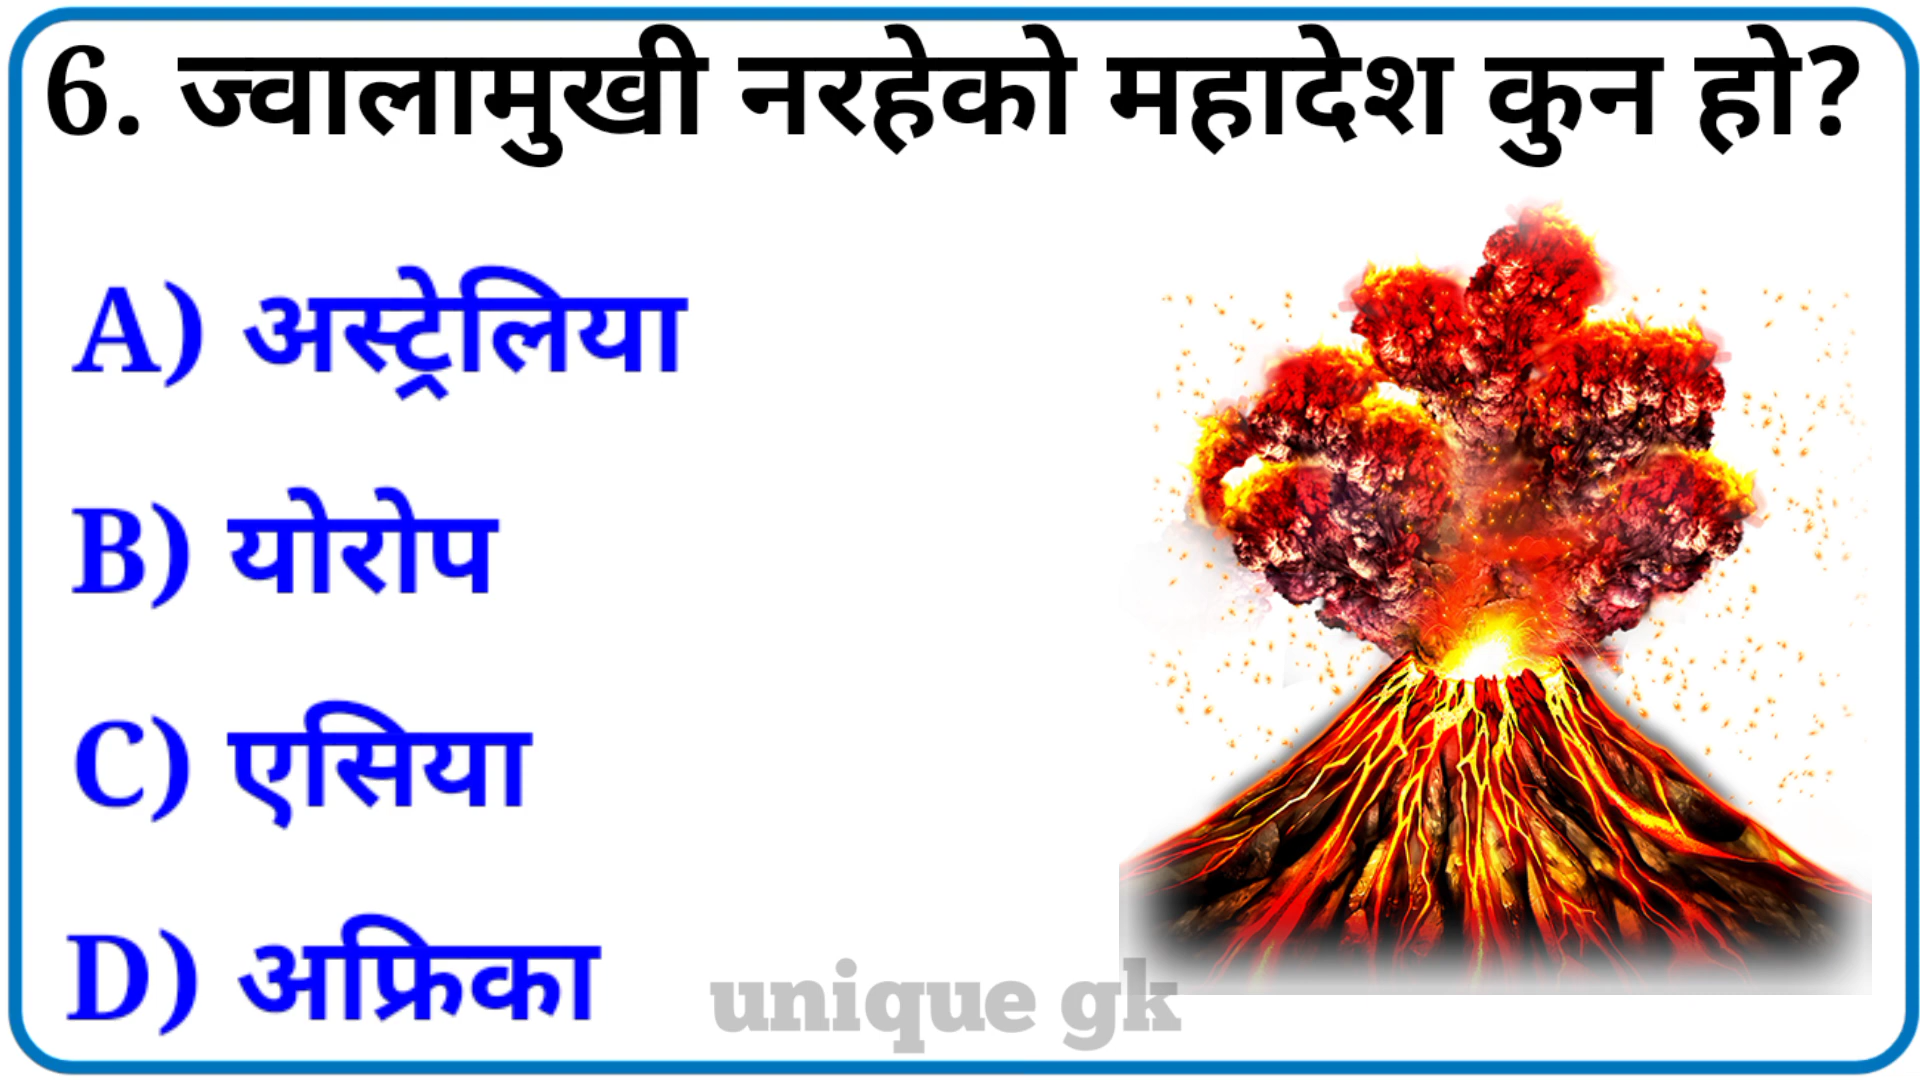 6. ज्वालामुखी नरहेको महादेश कुन हो?
A) अस्ट्रेलिया
B) योरोप
C) एसिया
D) अफ्रिका
unique gk